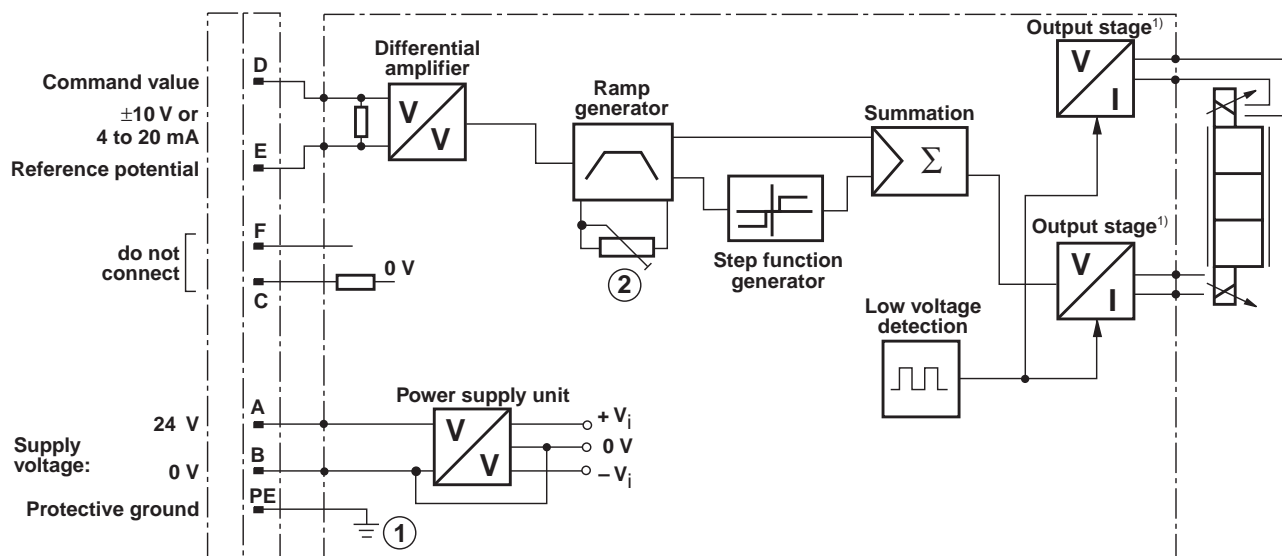 Command value
±10 V or
4 to 20 mA
Reference potential
do not
connect
24 V
Supply
voltage:
0 V
Protective ground
D
E
F
C
0 V
A
B
PE
1
Differential
amplifier
V
V
Ramp
generator
2
Step function
generator
Summation
Σ
Output stage1)
V
I
Output stage1)
V
I
Low voltage
detection
Power supply unit
V
V
+ Vi
0 V
– Vi